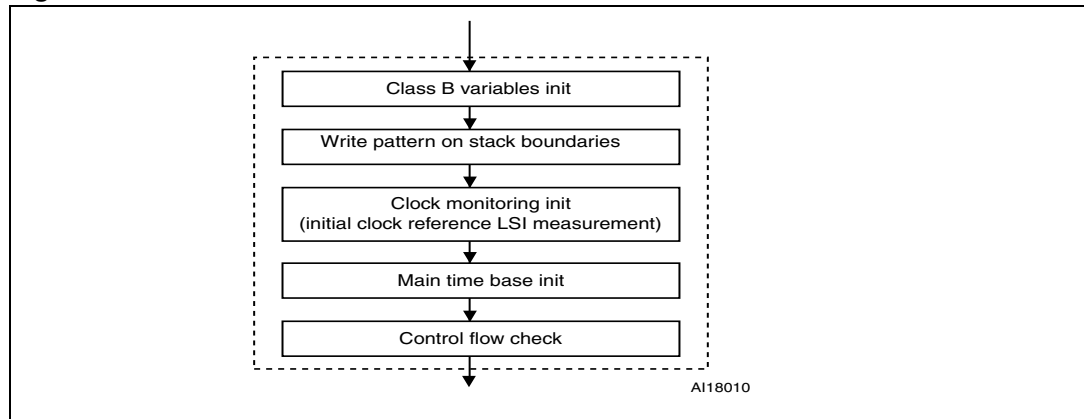 Class B variables init
Write pattern on stack boundaries
Clock monitoring init
(initial clock reference LSI measurement)
Main time base init
Control flow check
AI18010